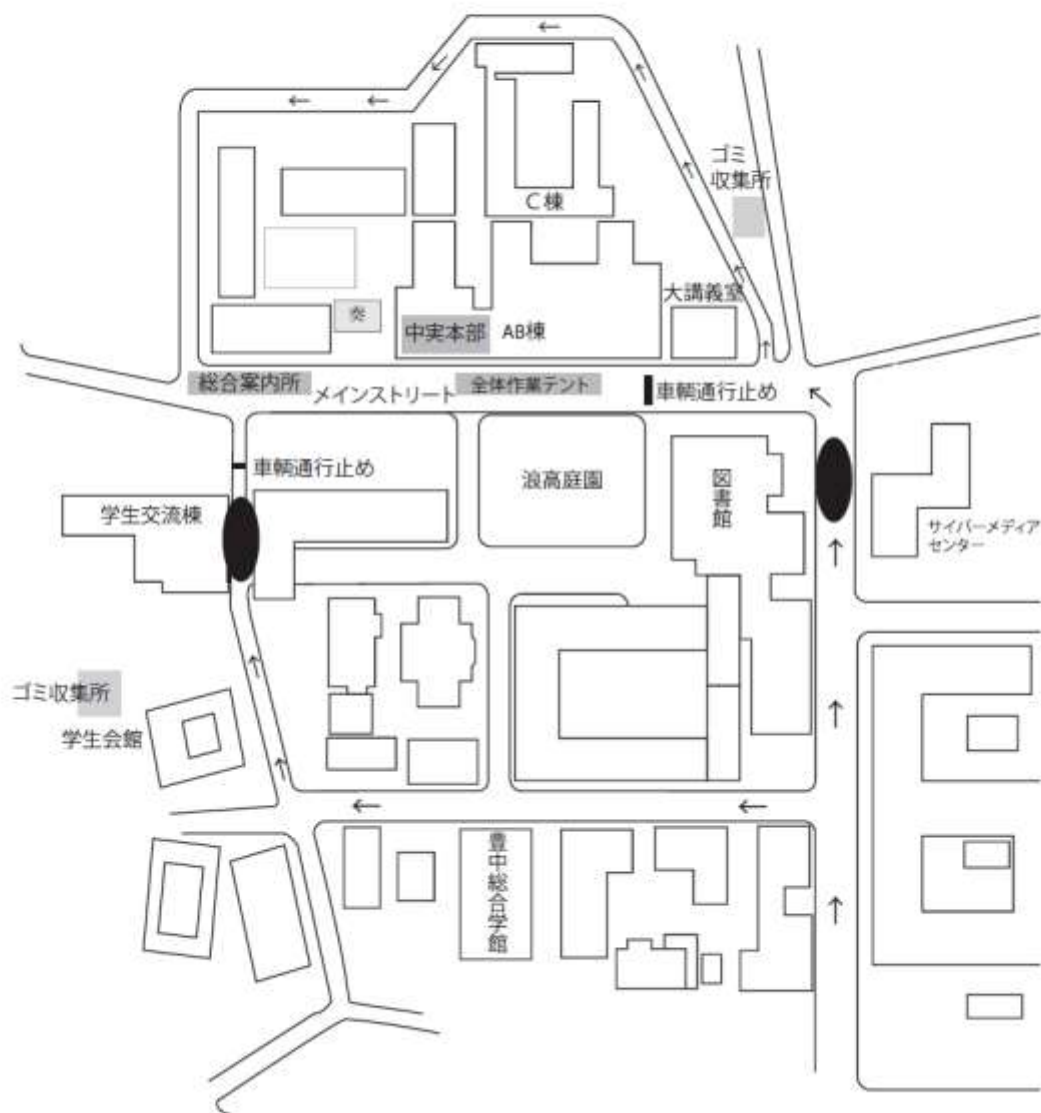 ゴミ
収集所
C棟
大講義室
中実本部
AB棟
総合案内所
メインストリート
全体作業テント
車輌通行止め
車輌通行止め
浪高庭園
図書館
学生交流棟
サイバーメディア
センター
ゴミ収集所
学生会館
豊中総合学館